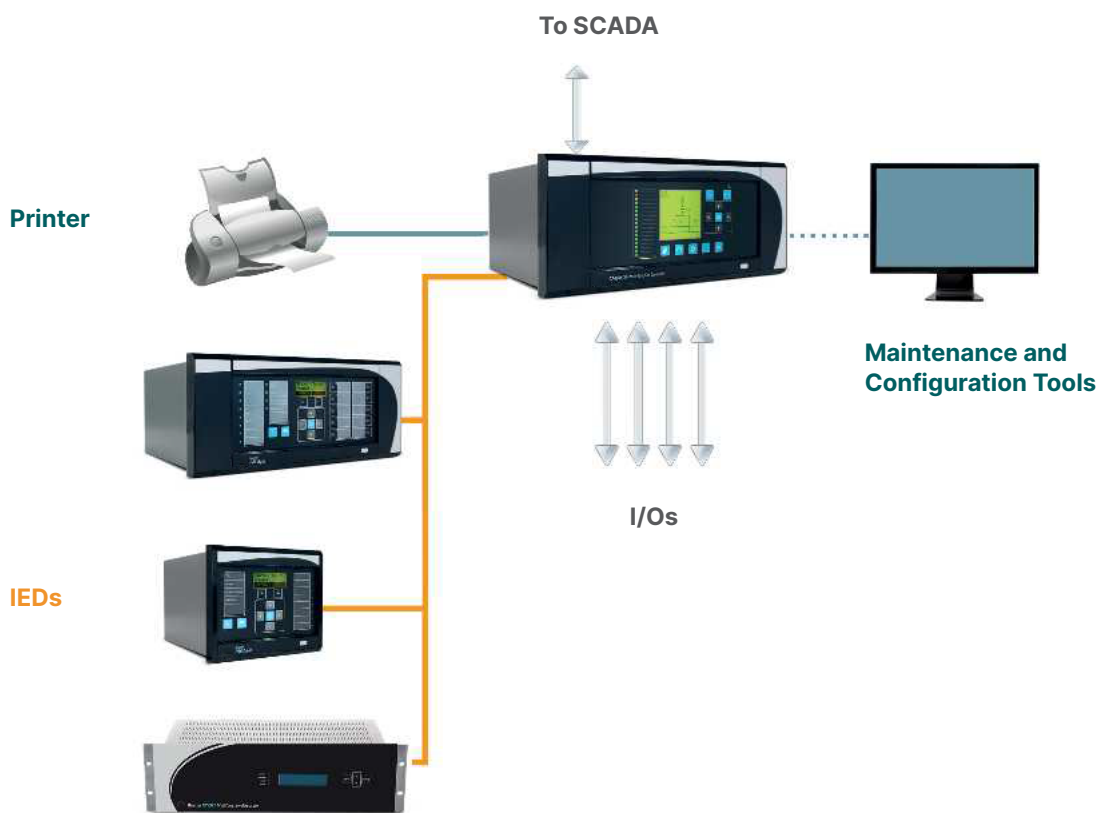 To SCADA
Printer
Maintenance and
Configuration Tools
I/Os
IEDs